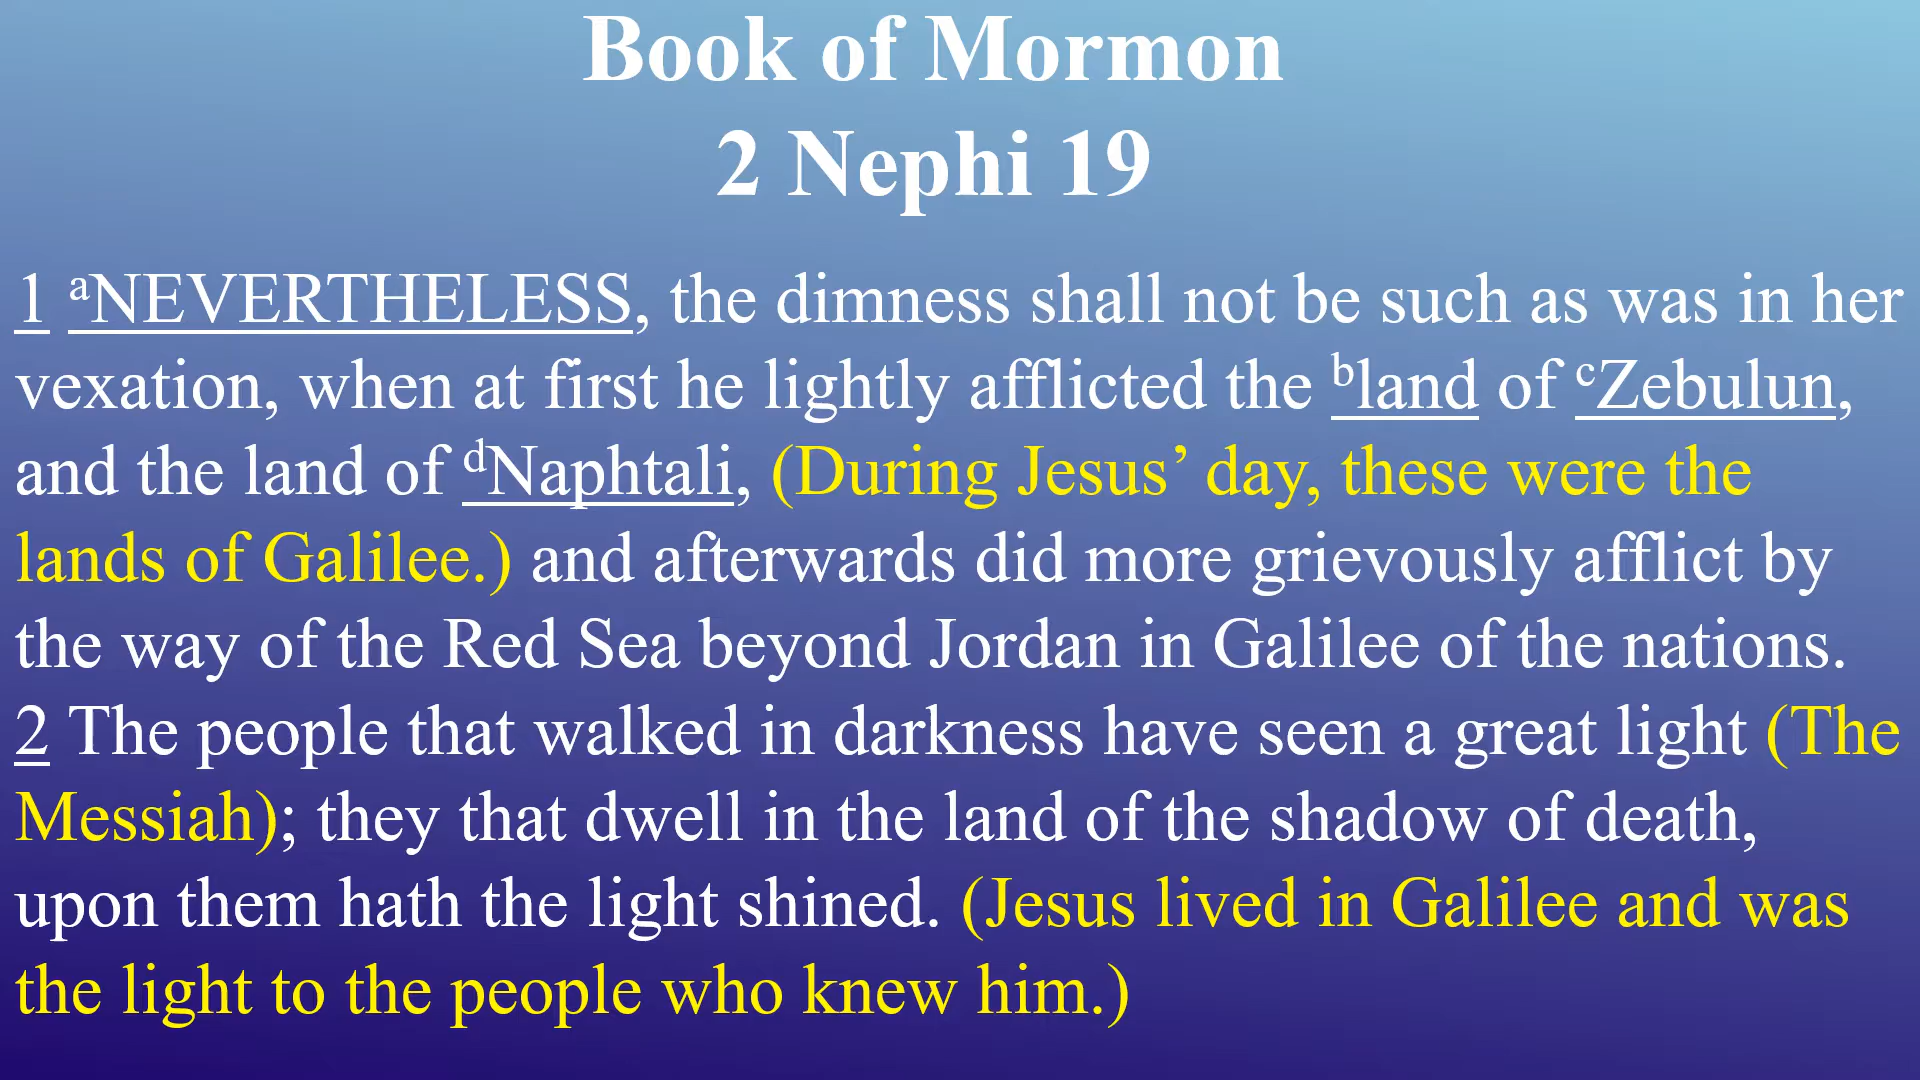 Book of Mormon
2 Nephi 19
1 aNEVERTHELESS, the dimness shall not be such as was in her
vexation, when at first he lightly afflicted the bland of cZebulun,
and the land of dNaphtali, (During Jesus’ day, these were the
lands of Galilee.) and afterwards did more grievously afflict by
the way of the Red Sea beyond Jordan in Galilee of the nations.
2 The people that walked in darkness have seen a great light (The
Messiah); they that dwell in the land of the shadow of death,
upon them hath the light shined. (Jesus lived in Galilee and was
the light to the people who knew him.)